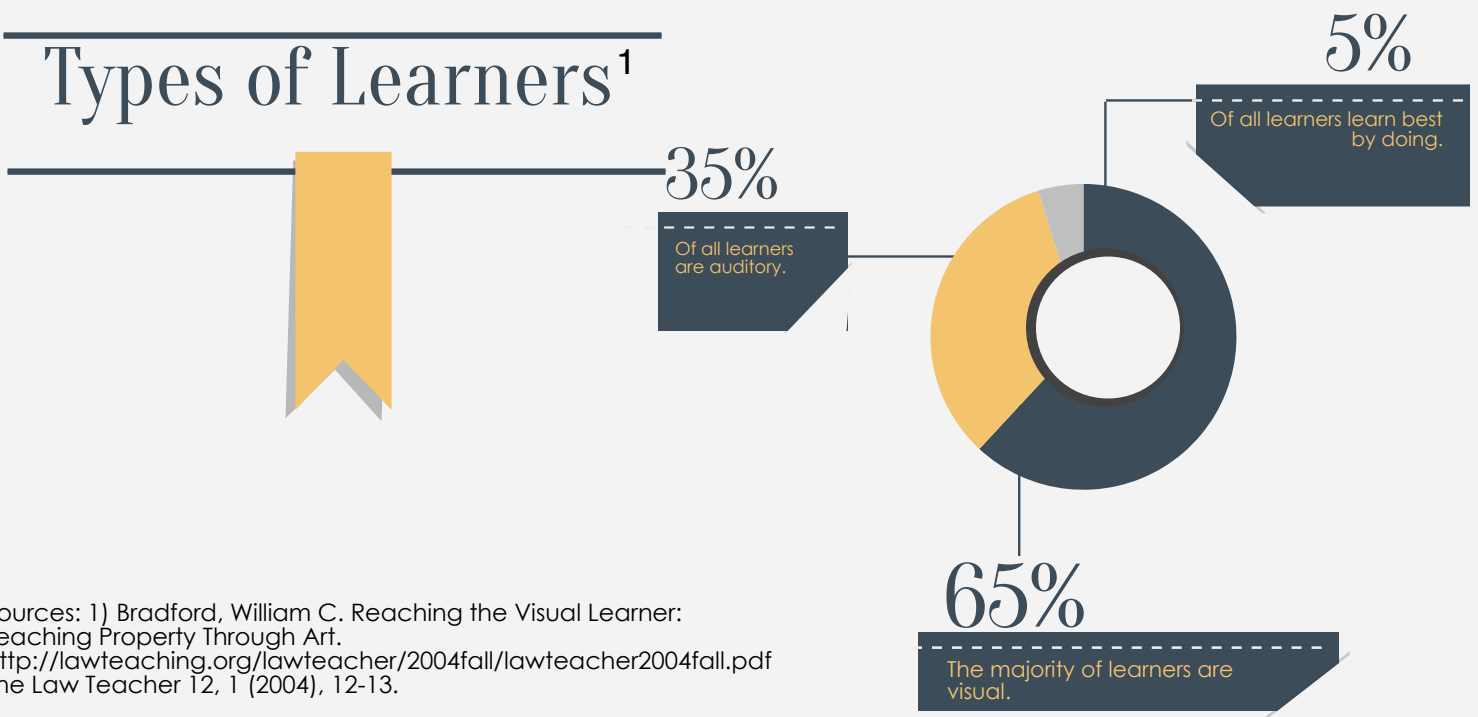 Types of Learners1
5%
Of all learners learn best
by doing.
35%
Of all learners
are auditory.
65%
The majority of learners are
visual.
ources: 1) Bradford, William C. Reaching the Visual Learner:
eaching Property Through Art.
ttp://lawteaching.org/lawteacher/2004fall/lawteacher2004fall.pdf
he Law Teacher 12, 1 (2004), 12-13.